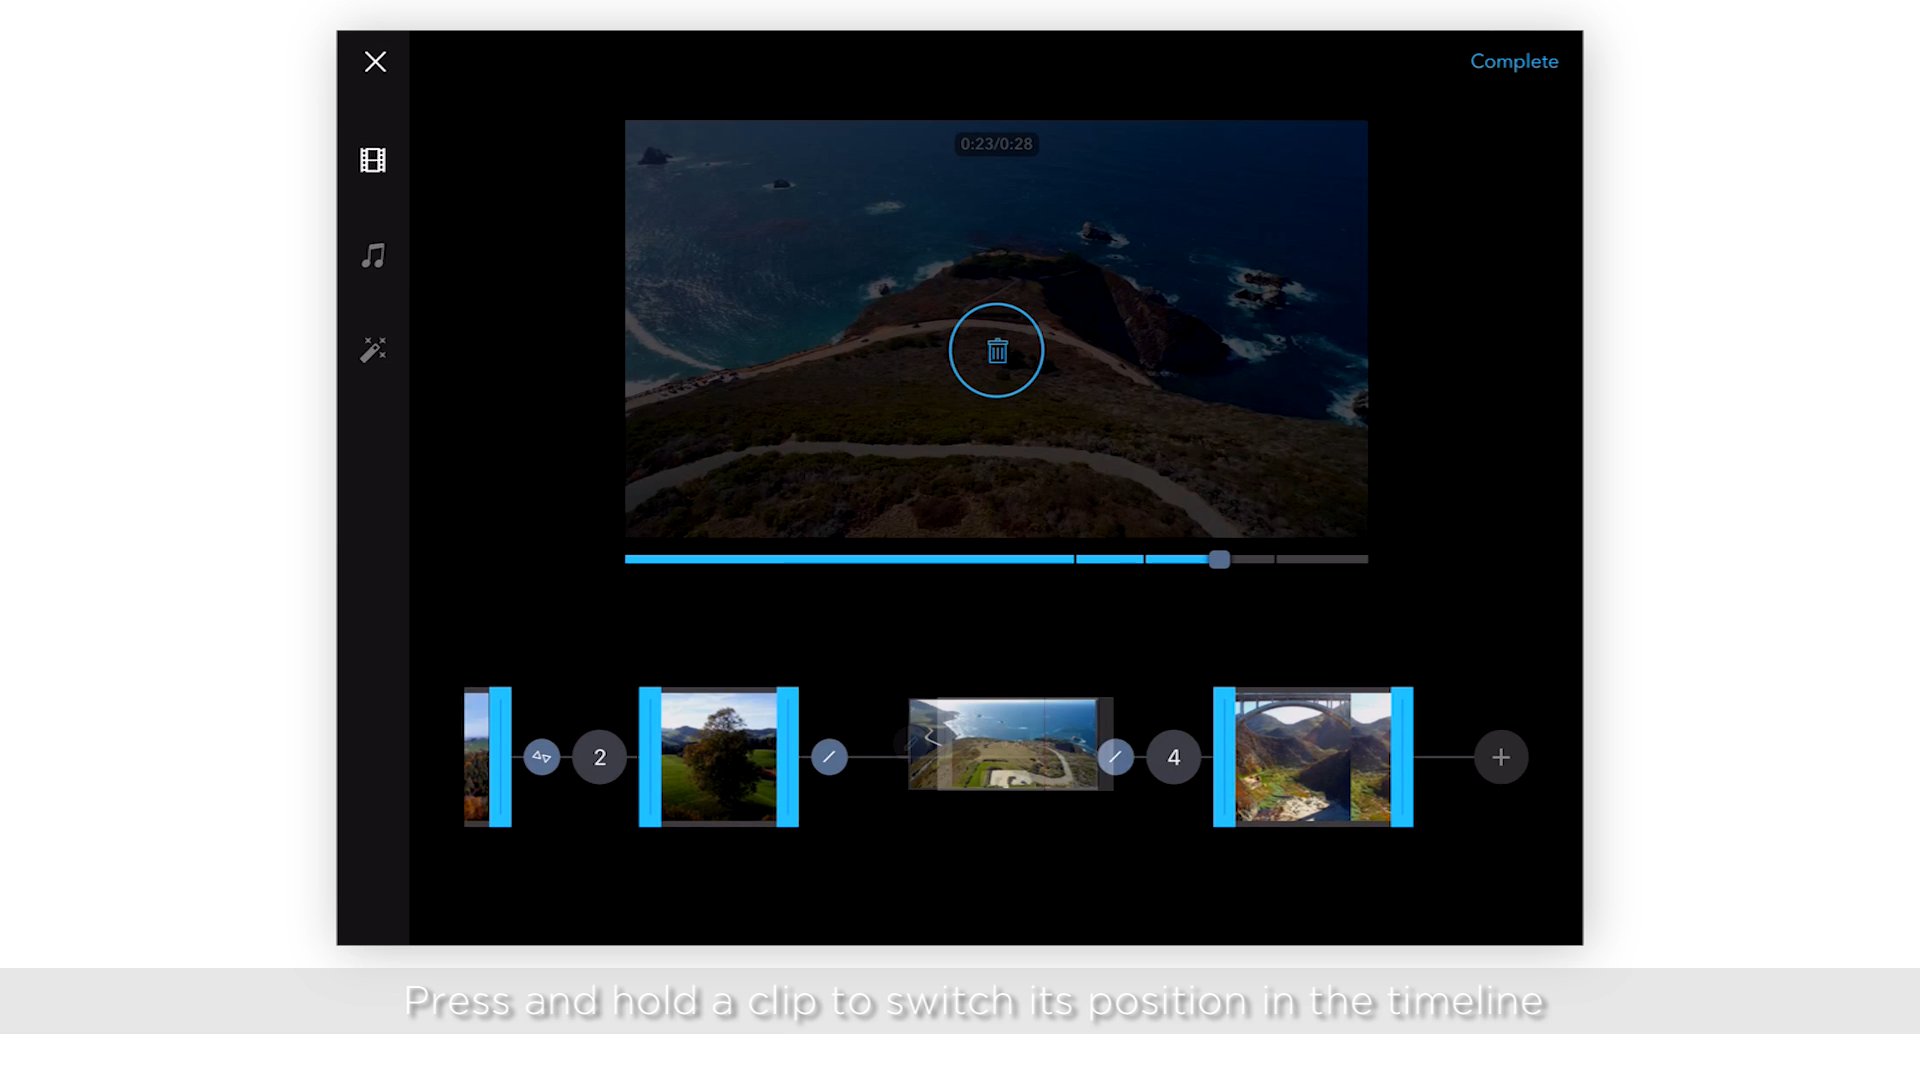 Complete
0:23/0:28
2
4
Press and hold a clip to switch its position in the timeline